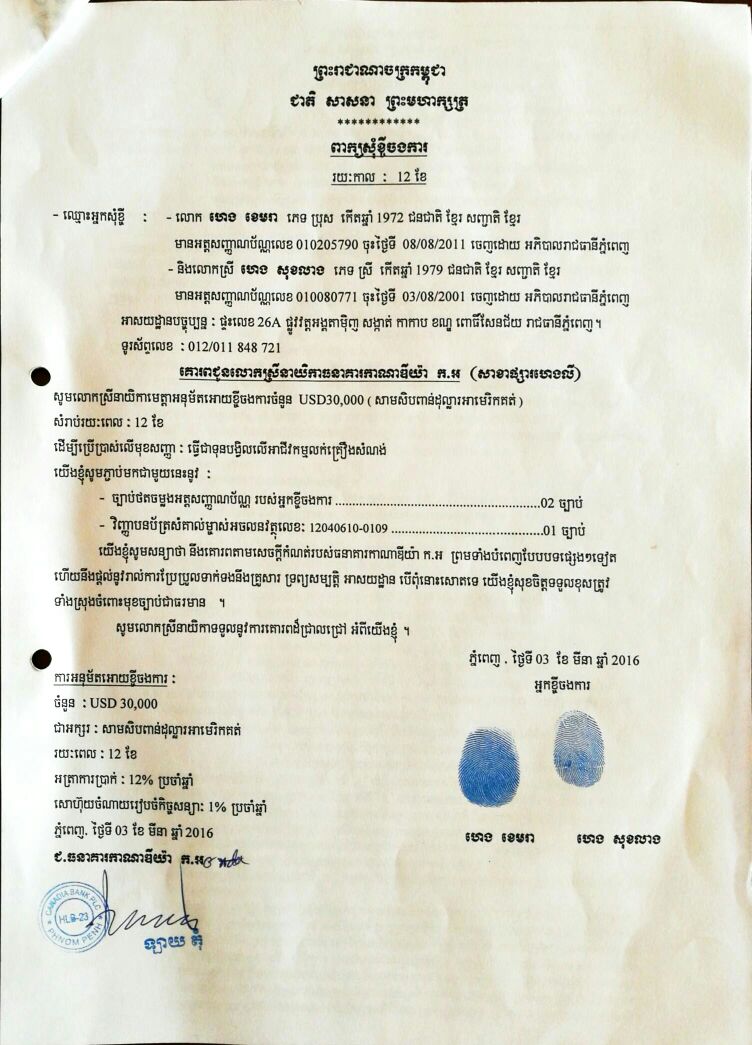 ព្រះរាជាណាចក្រកម្ពុជា
ជាតិ សាសនា ព្រះមហាក្សត្រ
************
ពាក្យសុំខ្ចីចងការ
រយៈកាល : 12 ខែ
- ឈ្មោះអ្នកសុំខ្ចី : - លោក ហេង ខេមរា ភេទ ប្រុស កើតឆ្នាំ 1972 ជនជាតិ ខ្មែរ សញ្ជាតិ ខ្មែរ
មានអត្តសញ្ញាណប័ណ្ណលេខ 010205790 ចុះថ្ងៃទី 08/08/2011 ចេញដោយ អភិបាលរាជធានីភ្នំពេញ
- និងលោកស្រី ហេង សុខលាង ភេទ ស្រី កើតឆ្នាំ 1979 ជនជាតិ ខ្មែរ សញ្ជាតិ ខ្មែរ
មានអត្តសញ្ញាណប័ណ្ណលេខ 010080771 ចុះថ្ងៃទី 03/08/2001 ចេញដោយ អភិបាលរាជធានីភ្នំពេញ
អាសយដ្ឋានបច្ចុប្បន្ន : ផ្ទះលេខ 26A ផ្លូវវត្តអង្គតាម៉ិញ សង្កាត់ កាកាប ខណ្ឌ ពោធិ៍សែនជ័យ រាជធានីភ្នំពេញ។
ទូរស័ព្ទលេខ : 012/011 848 721
គោរពជូនលោកស្រីនាយិកាធនាគារកាណាឌីយ៉ា ក.អ (សាខាផ្សារហេងលី)
សូមលោកស្រីនាយិកាមេត្តាអនុម័តអោយខ្ចីចងការចំនួន USD30,000 ( សាមសិបពាន់ដុល្លារអាមេរិកគត់ )
សំរាប់រយៈពេល : 12 ខែ
ដើម្បីប្រើប្រាស់លើមុខសញ្ញា : ធ្វើជាទុនបង្វិលលើអាជីវកម្មលក់គ្រឿងសំណង់
យើងខ្ញុំសូមភ្ជាប់មកជាមួយនេះនូវ :
- ច្បាប់ថតចម្លងអត្តសញ្ញាណប័ណ្ណ របស់អ្នកខ្ចីចងការ ............................................02 ច្បាប់
- វិញ្ញាបនប័ត្រសំគាល់ម្ចាស់អចលនវត្ថុលេខ: 12040610-0109 .................................01 ច្បាប់
យើងខ្ញុំសូមសន្យាថា នឹងគោរពតាមសេចក្តីកំណត់របស់ធនាគារកាណាឌីយ៉ា ក.អ ព្រមទាំងបំពេញបែបបទផ្សេងៗទៀត
ហើយនឹងផ្តល់នូវរាល់ការប្រែប្រួលទាក់ទងនឹងគ្រួសារ ទ្រព្យសម្បត្តិ អាសយដ្ឋាន បើពុំនោះសោតទេ យើងខ្ញុំសុខចិត្តទទួលខុសត្រូវ
ទាំងស្រុងចំពោះមុខច្បាប់ជាធរមាន ។
សូមលោកស្រីនាយិកាទទួលនូវការគោរពដ៏ជ្រាលជ្រៅ អំពីយើងខ្ញុំ ។
ភ្នំពេញ . ថ្ងៃទី 03 ខែ មីនា ឆ្នាំ 2016
អ្នកខ្ចីចងការ
ហេង ខេមរា ហេង សុខលាង
ការអនុម័តអោយខ្ចីចងការ :
ចំនួន : USD 30,000
ជាអក្សរ : សាមសិបពាន់ដុល្លារអាមេរិកគត់
រយៈពេល : 12 ខែ
អត្រាការប្រាក់ : 12% ប្រចាំឆ្នាំ
សោហ៊ុយចំណាយរៀបចំកិច្ចសន្យា: 1% ប្រចាំឆ្នាំ
ភ្នំពេញ. ថ្ងៃទី 03 ខែ មីនា ឆ្នាំ 2016
ជ.ធនាគារកាណាឌីយ៉ា ក.អ
CANADIA BANK PLC
HLB-23
PHNOM PENH
ឡាយ គុំ